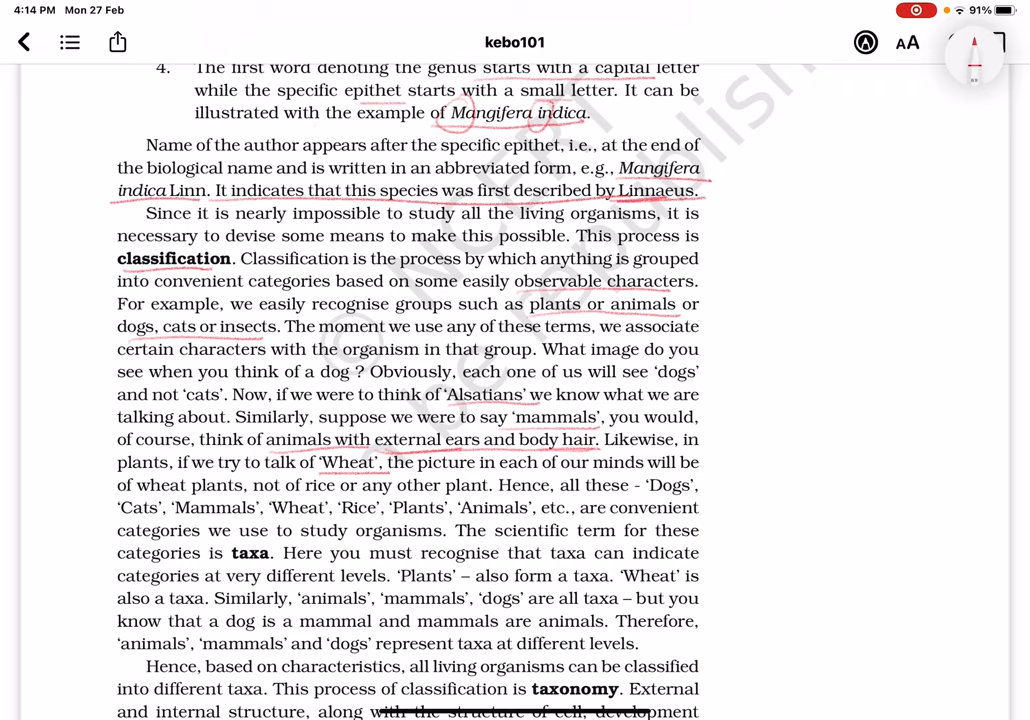 4:14 PM Mon 27 Feb
91%
kebo101
AA
4. The first word denoting the genus starts with a capital letter
while the specific epithet starts with a small letter. It can be
illustrated with the example of Mangifera indica.
Name of the author appears after the specific epithet, i.e., at the end of
the biological name and is written in an abbreviated form, e.g., Mangifera
indica Linn. It indicates that this species was first described by Linnaeus.
Since it is nearly impossible to study all the living organisms, it is
necessary to devise some means to make this possible. This process is
classification. Classification is the process by which anything is grouped
into convenient categories based on some easily observable characters.
For example, we easily recognise groups such as plants or animals or
dogs, cats or insects. The moment we use any of these terms, we associate
certain characters with the organism in that group. What image do you
see when you think of a dog ? Obviously, each one of us will see ‘dogs’
and not ‘cats’. Now, if we were to think of ‘Alsatians’ we know what we are
talking about. Similarly, suppose we were to say ‘mammals’, you would,
of course, think of animals with external ears and body hair. Likewise, in
plants, if we try to talk of ‘Wheat’, the picture in each of our minds will be
of wheat plants, not of rice or any other plant. Hence, all these - ‘Dogs’,
‘Cats’, ‘Mammals’, ‘Wheat’, ‘Rice’, ‘Plants’, ‘Animals’, etc., are convenient
categories we use to study organisms. The scientific term for these
categories is taxa. Here you must recognise that taxa can indicate
categories at very different levels. ‘Plants’ – also form a taxa. ‘Wheat’ is
also a taxa. Similarly, ‘animals’, ‘mammals’, ‘dogs’ are all taxa – but you
know that a dog is a mammal and mammals are animals. Therefore,
‘animals’, ‘mammals’ and ‘dogs’ represent taxa at different levels.
Hence, based on characteristics, all living organisms can be classified
into different taxa. This process of classification is taxonomy. External
and internal structure, along with the structure of cell, development
© NCERT
be republish